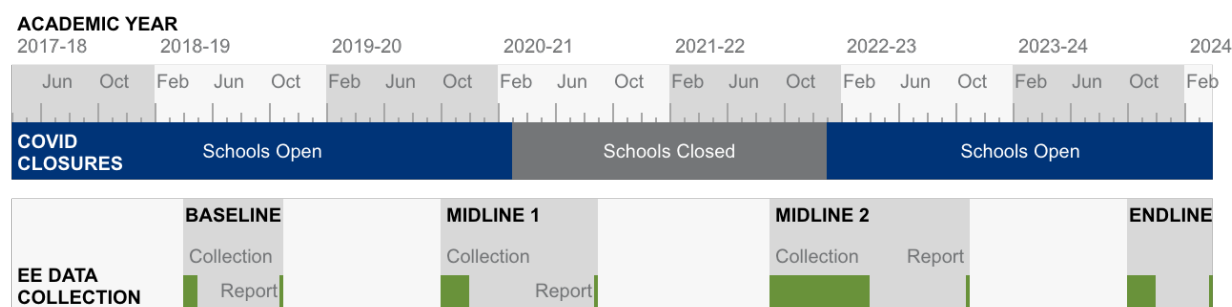 ACADEMIC YEAR
2017-18 2018-19 2019-20 2020-21 2021-22 2022-23 2023-24 2024
Jun Oct Feb Jun Oct Feb Jun Oct Feb Jun Oct Feb Jun Oct Feb Jun Oct Feb Jun Oct Feb
COVID
CLOSURES
Schools Open Schools Closed Schools Open
BASELINE MIDLINE 1 MIDLINE 2 ENDLINE
Collection Collection Collection Report
EE DATA
COLLECTION
Report Report